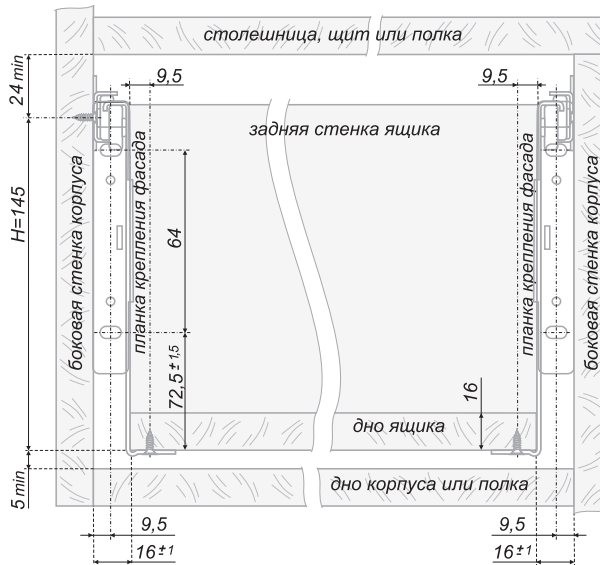 столешница, щит или полка
24 min
9,5
9,5
задняя стенка ящика
H=145
боковая стенка корпуса
планка крепления фасада
64
72,5 ± 1,5
планка крепления фасада
боковая стенка корпуса
16
дно ящика
5 min
дно корпуса или полка
9,5
9,5
16 ± 1
16 ± 1